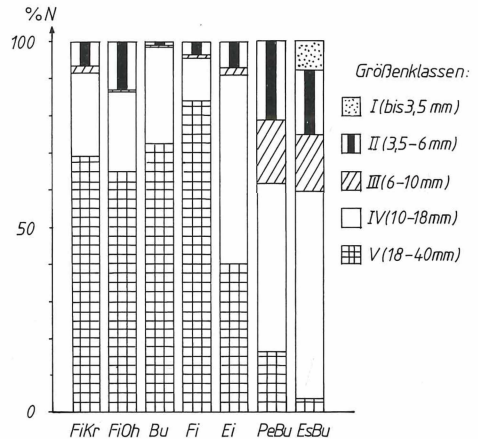 %N
100
50
0
FiKr FiOh Bu Fi Ei PeBu EsBu
Größenklassen:
I (bis 3,5 mm)
II (3,5-6 mm)
III (6-10 mm)
IV (10-18 mm)
V (18-40 mm)